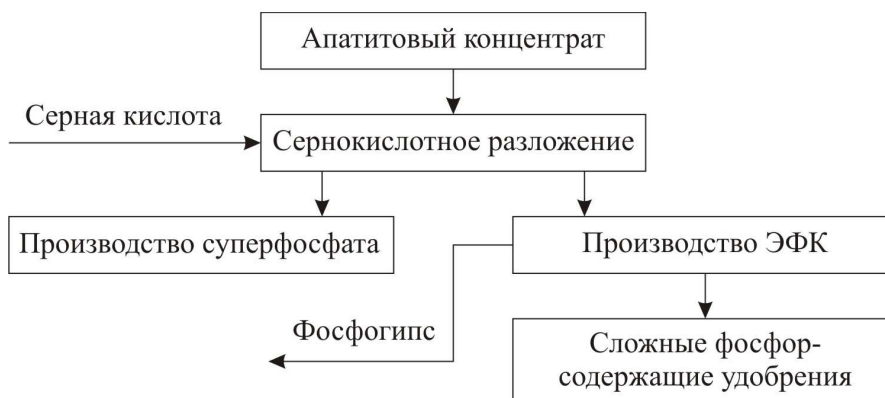 Апатитовый концентрат
Серная кислота
Сернокислотное разложение
Производство суперфосфата
Производство ЭФК
Фосфогипс
Сложные фосфор-
содержащие удобрения